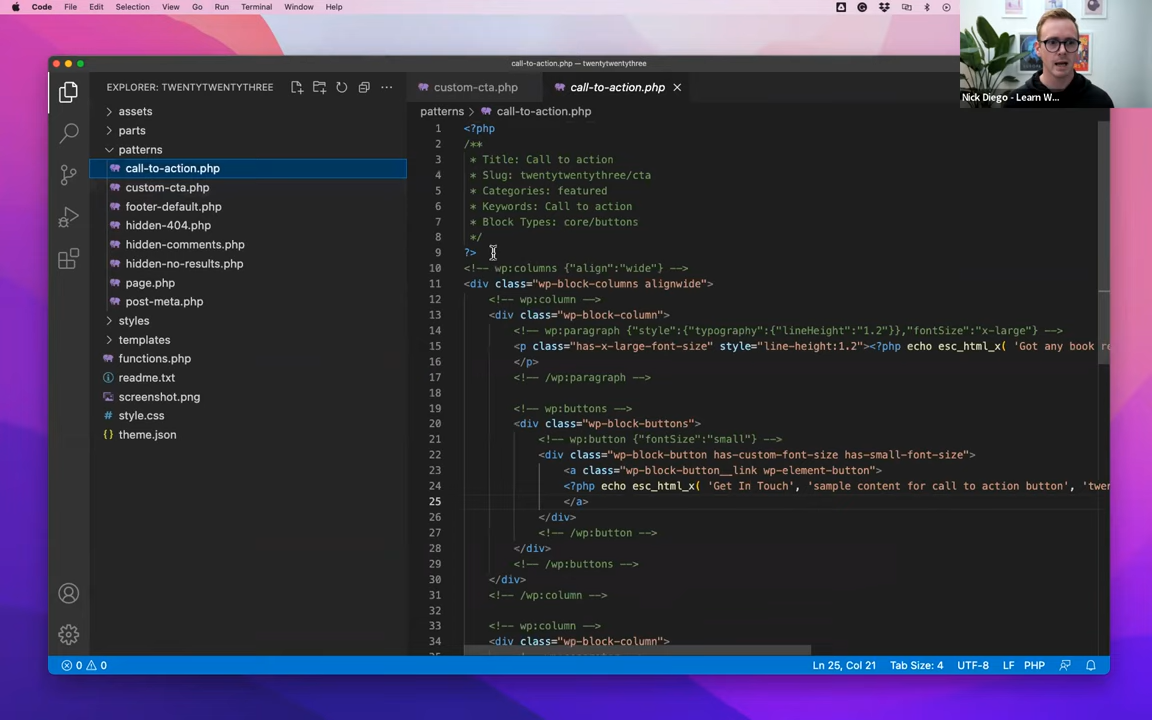 Code File Edit Selection View Go Run Terminal Window Help
call-to-action.php — twentytwentythree
Nick Diego - Learn W...
EXPLORER: TWENTYTWENTYTHREE
custom-cta.php call-to-action.php
patterns > call-to-action.php
assets
parts
patterns
call-to-action.php
custom-cta.php
footer-default.php
hidden-404.php
hidden-comments.php
hidden-no-results.php
page.php
post-meta.php
styles
templates
functions.php
readme.txt
screenshot.png
# style.css
{} theme.json
1 <?php
2 /**
3 * Title: Call to action
4 * Slug: twentytwentythree/cta
5 * Categories: featured
6 * Keywords: Call to action
7 * Block Types: core/buttons
8 */
9 ?>
10 <!-- wp:columns {"align":"wide"} -->
11 <div class="wp-block-columns alignwide">
12 <!-- wp:column -->
13 <div class="wp-block-column">
14 <!-- wp:paragraph {"style":{"typography":{"lineHeight":"1.2"}},"fontSize":"x-large"} -->
15 <p class="has-x-large-font-size" style="line-height:1.2"><?php echo esc_html_x( 'Got any book re
16 </p>
17 <!-- /wp:paragraph -->
18
19 <!-- wp:buttons -->
20 <div class="wp-block-buttons">
21 <!-- wp:button {"fontSize":"small"} -->
22 <div class="wp-block-button has-custom-font-size has-small-font-size">
23 <a class="wp-block-button__link wp-element-button">
24 <?php echo esc_html_x( 'Get In Touch', 'sample content for call to action button', 'twen
25 </a>
26 </div>
27 <!-- /wp:button -->
28 </div>
29 <!-- /wp:buttons -->
30 </div>
31 <!-- /wp:column -->
32
33 <!-- wp:column -->
34 <div class="wp-block-column">
0 0 Ln 25, Col 21 Tab Size: 4 UTF-8 LF PHP